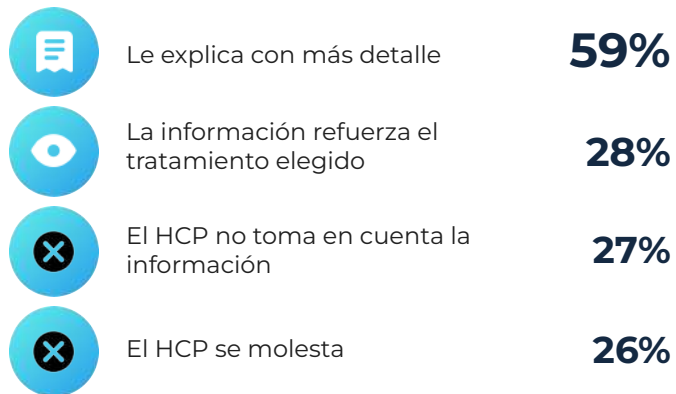 Le explica con más detalle
59%
La información refuerza el
tratamiento elegido
28%
El HCP no toma en cuenta la
información
27%
El HCP se molesta
26%